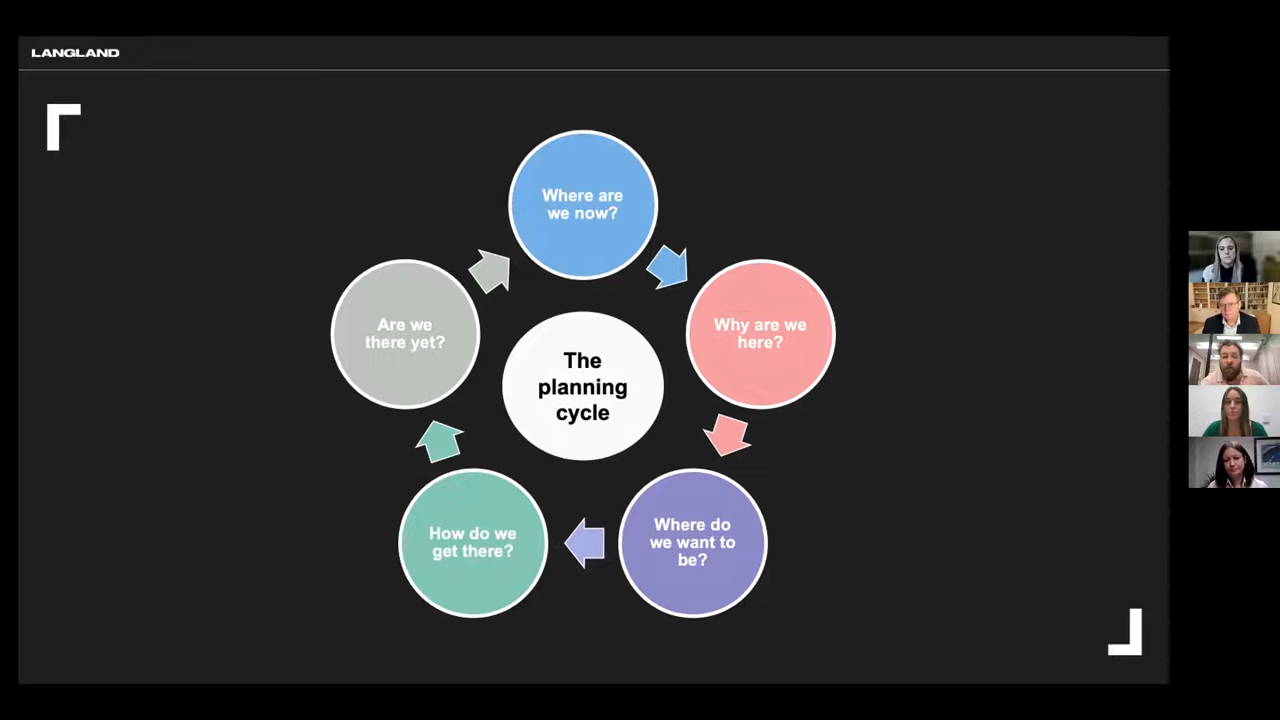 LANGLAND
Where are
we now?
Why are we
here?
Where do
we want to
be?
How do we
get there?
Are we
there yet?
The
planning
cycle